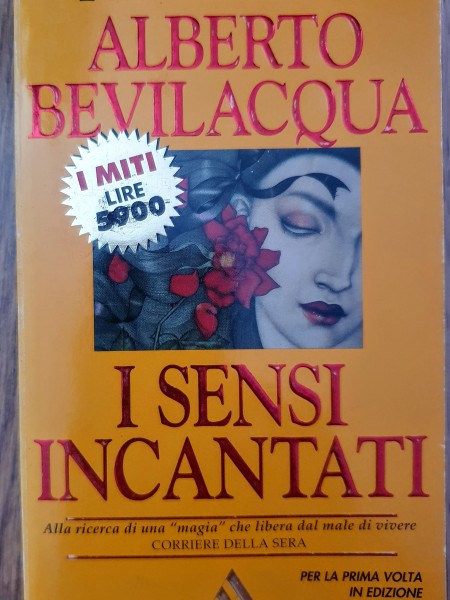 ALBERTO
BEVILACQUA
I MITI
LIRE
5900
I SENSI
INCANTATI
Alla ricerca di una "magia" che libera dal male di vivere
CORRIERE DELLA SERA
PER LA PRIMA VOLTA
IN EDIZIONE